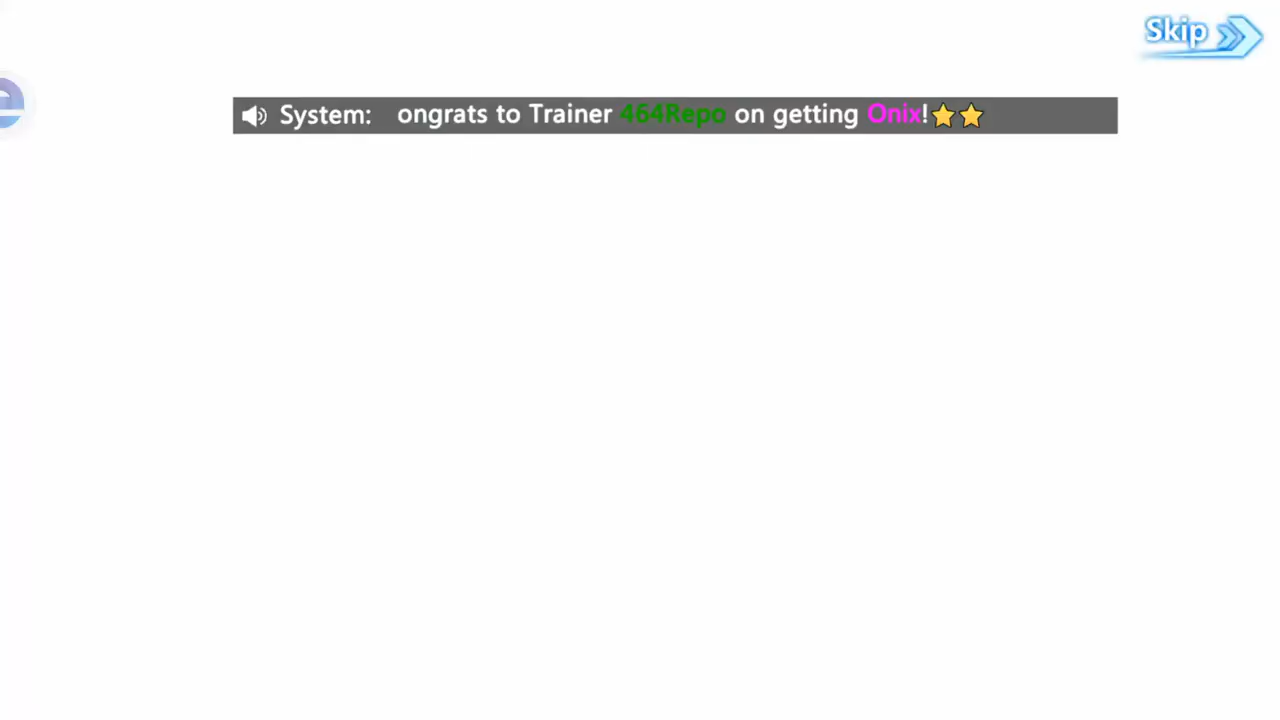 Skip
System: ongrats to Trainer 464Repo on getting Onix!⭐⭐